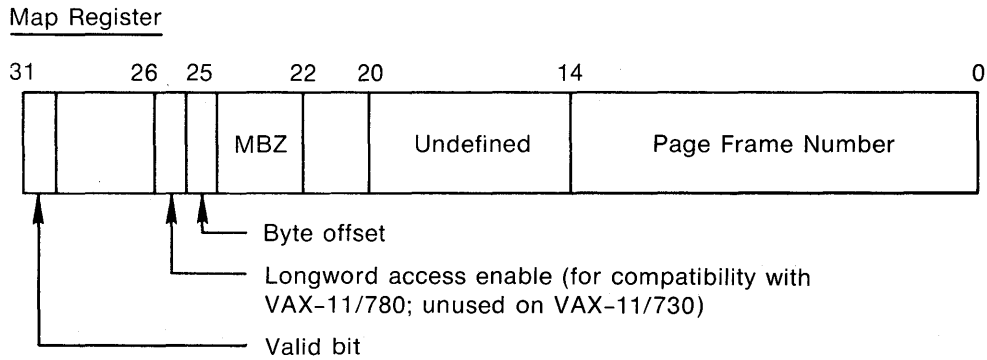 Map Register
31 26 25 22 20 14 0
MBZ Undefined Page Frame Number
Byte offset
Longword access enable (for compatibility with
VAX-11/780; unused on VAX-11/730)
Valid bit